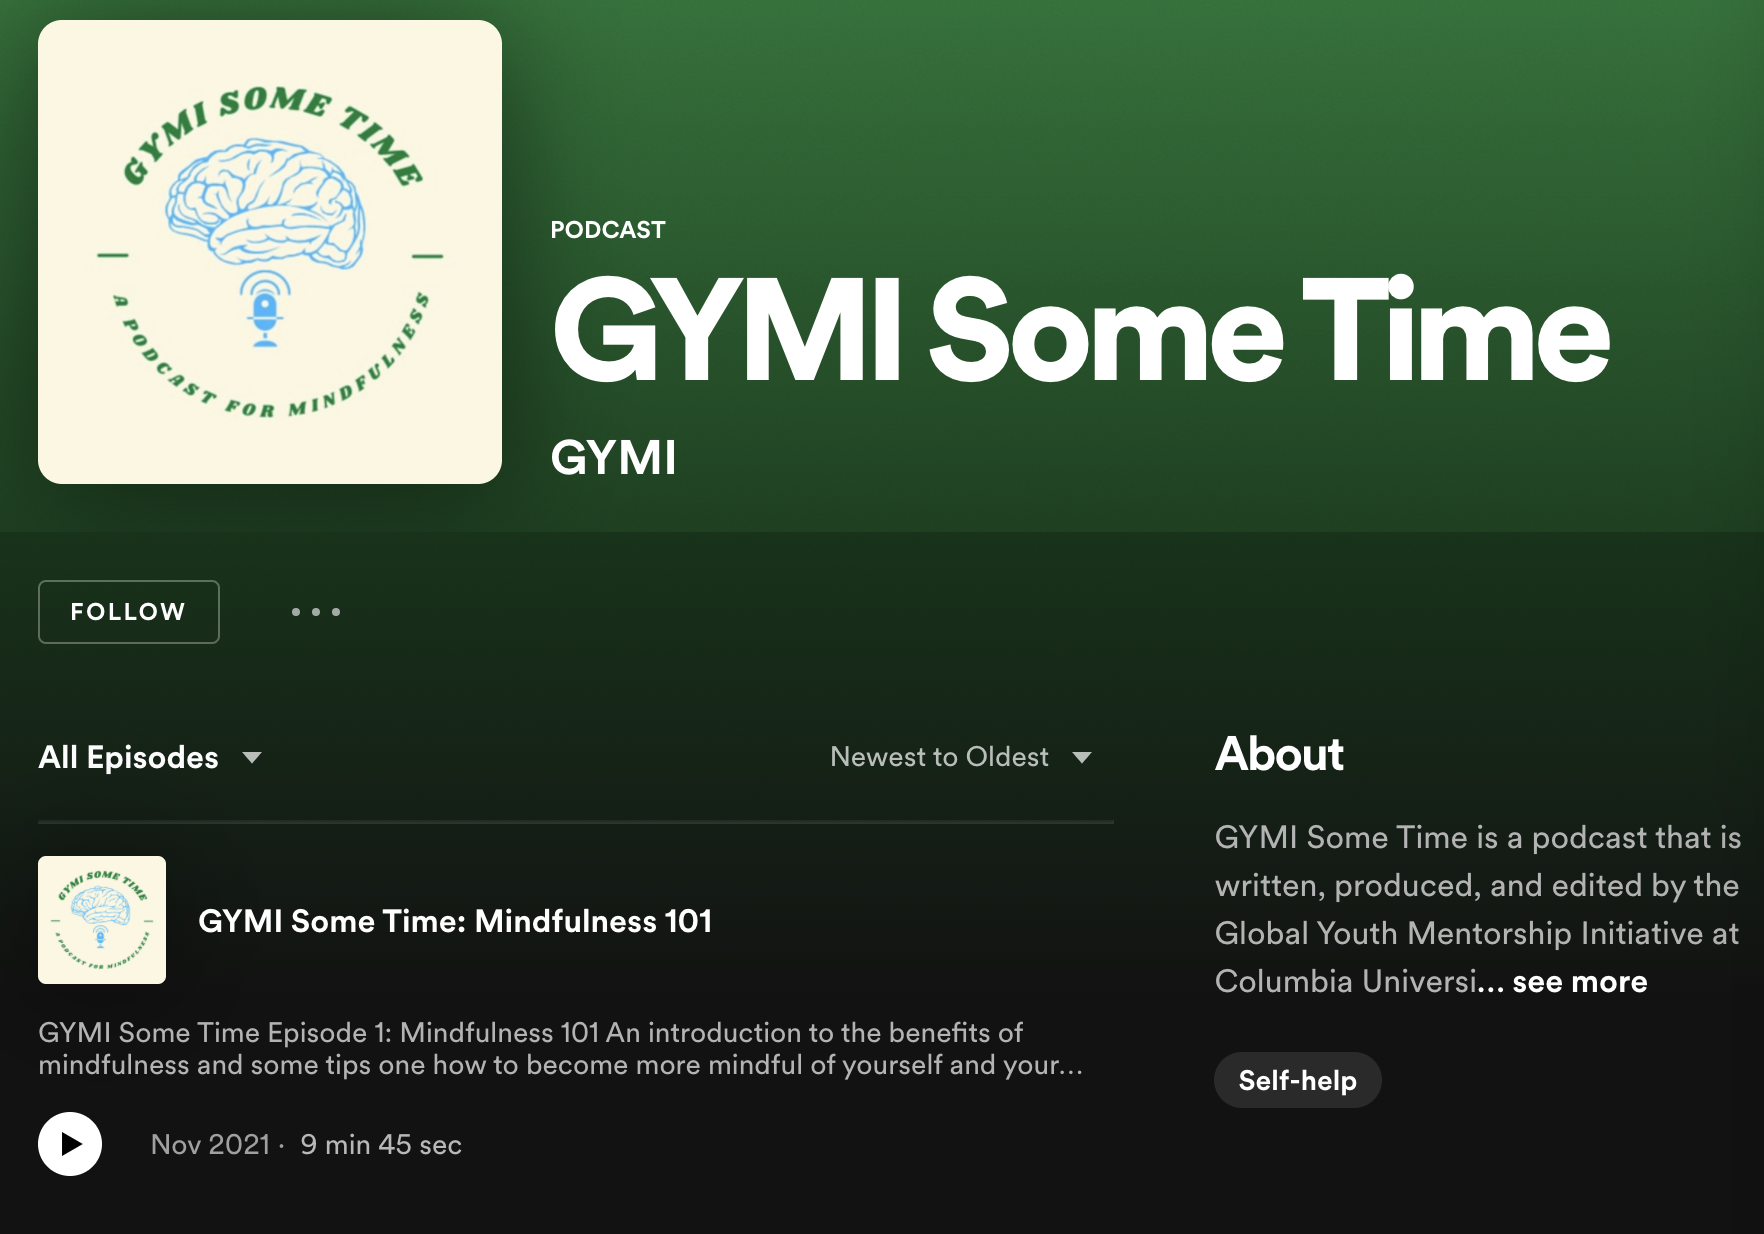 GYMI SOME TIME
A PODCAST FOR MINDFULNESS
PODCAST
GYMI Some Time
GYMI
FOLLOW
All Episodes
Newest to Oldest
GYMI SOME TIME
A PODCAST FOR MINDFULNESS
GYMI Some Time: Mindfulness 101
GYMI Some Time Episode 1: Mindfulness 101 An introduction to the benefits of
mindfulness and some tips one how to become more mindful of yourself and your...
Nov 2021 · 9 min 45 sec
About
GYMI Some Time is a podcast that is
written, produced, and edited by the
Global Youth Mentorship Initiative at
Columbia Universi... see more
Self-help